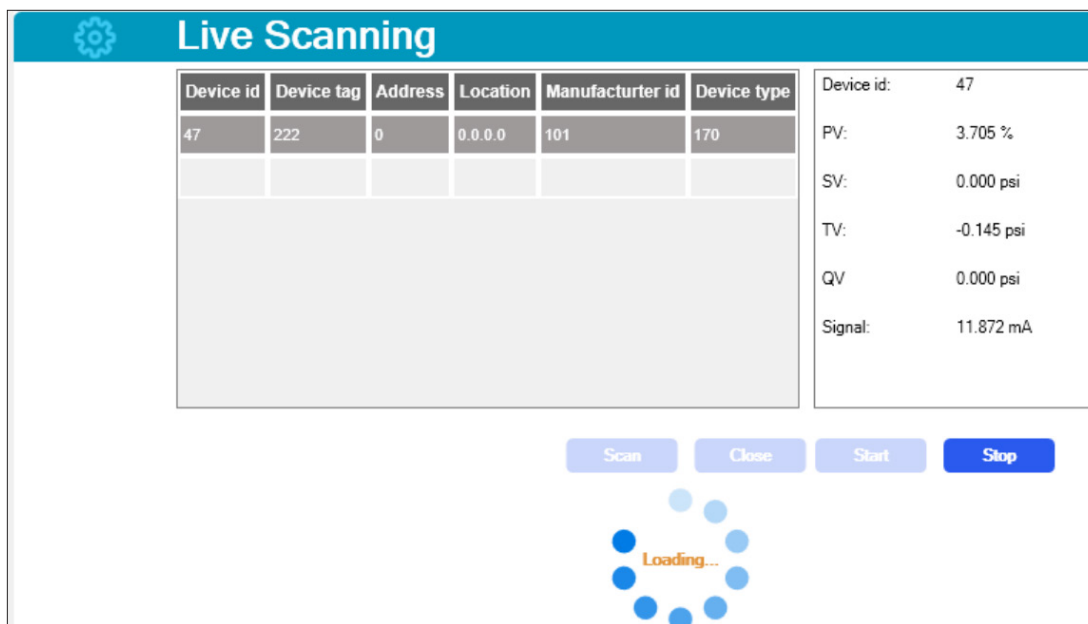 Live Scanning
Device id Device tag Address Location Manufacturter id Device type
47 222 0 0.0.0.0 101 170
Device id: 47
PV: 3.705 %
SV: 0.000 psi
TV: -0.145 psi
QV 0.000 psi
Signal: 11.872 mA
Scan Close Start Stop
Loading...